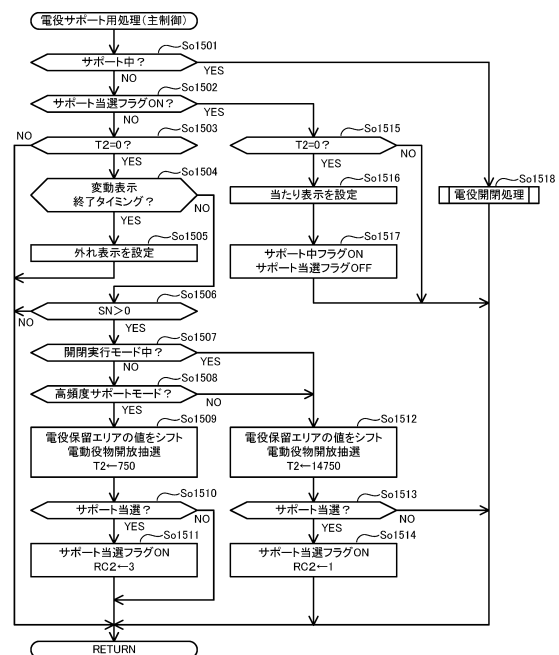 電役サポート用処理(主制御)
So1501
サポート中?
YES
NO
So1502
サポート当選フラグON?
YES
NO
So1503
T2=0?
NO
YES
So1515
T2=0?
NO
YES
So1504
変動表示
終了タイミング?
NO
YES
So1516
当たり表示を設定
So1518
電役開閉処理
So1505
外れ表示を設定
So1517
サポート中フラグON
サポート当選フラグOFF
So1506
SN>0
NO
YES
So1507
開閉実行モード中?
YES
NO
So1508
高頻度サポートモード?
NO
YES
So1509
電役保留エリアの値をシフト
電動役物開放抽選
T2←750
So1512
電役保留エリアの値をシフト
電動役物開放抽選
T2←14750
So1510
サポート当選?
NO
YES
So1513
サポート当選?
NO
YES
So1511
サポート当選フラグON
RC2←3
So1514
サポート当選フラグON
RC2←1
RETURN